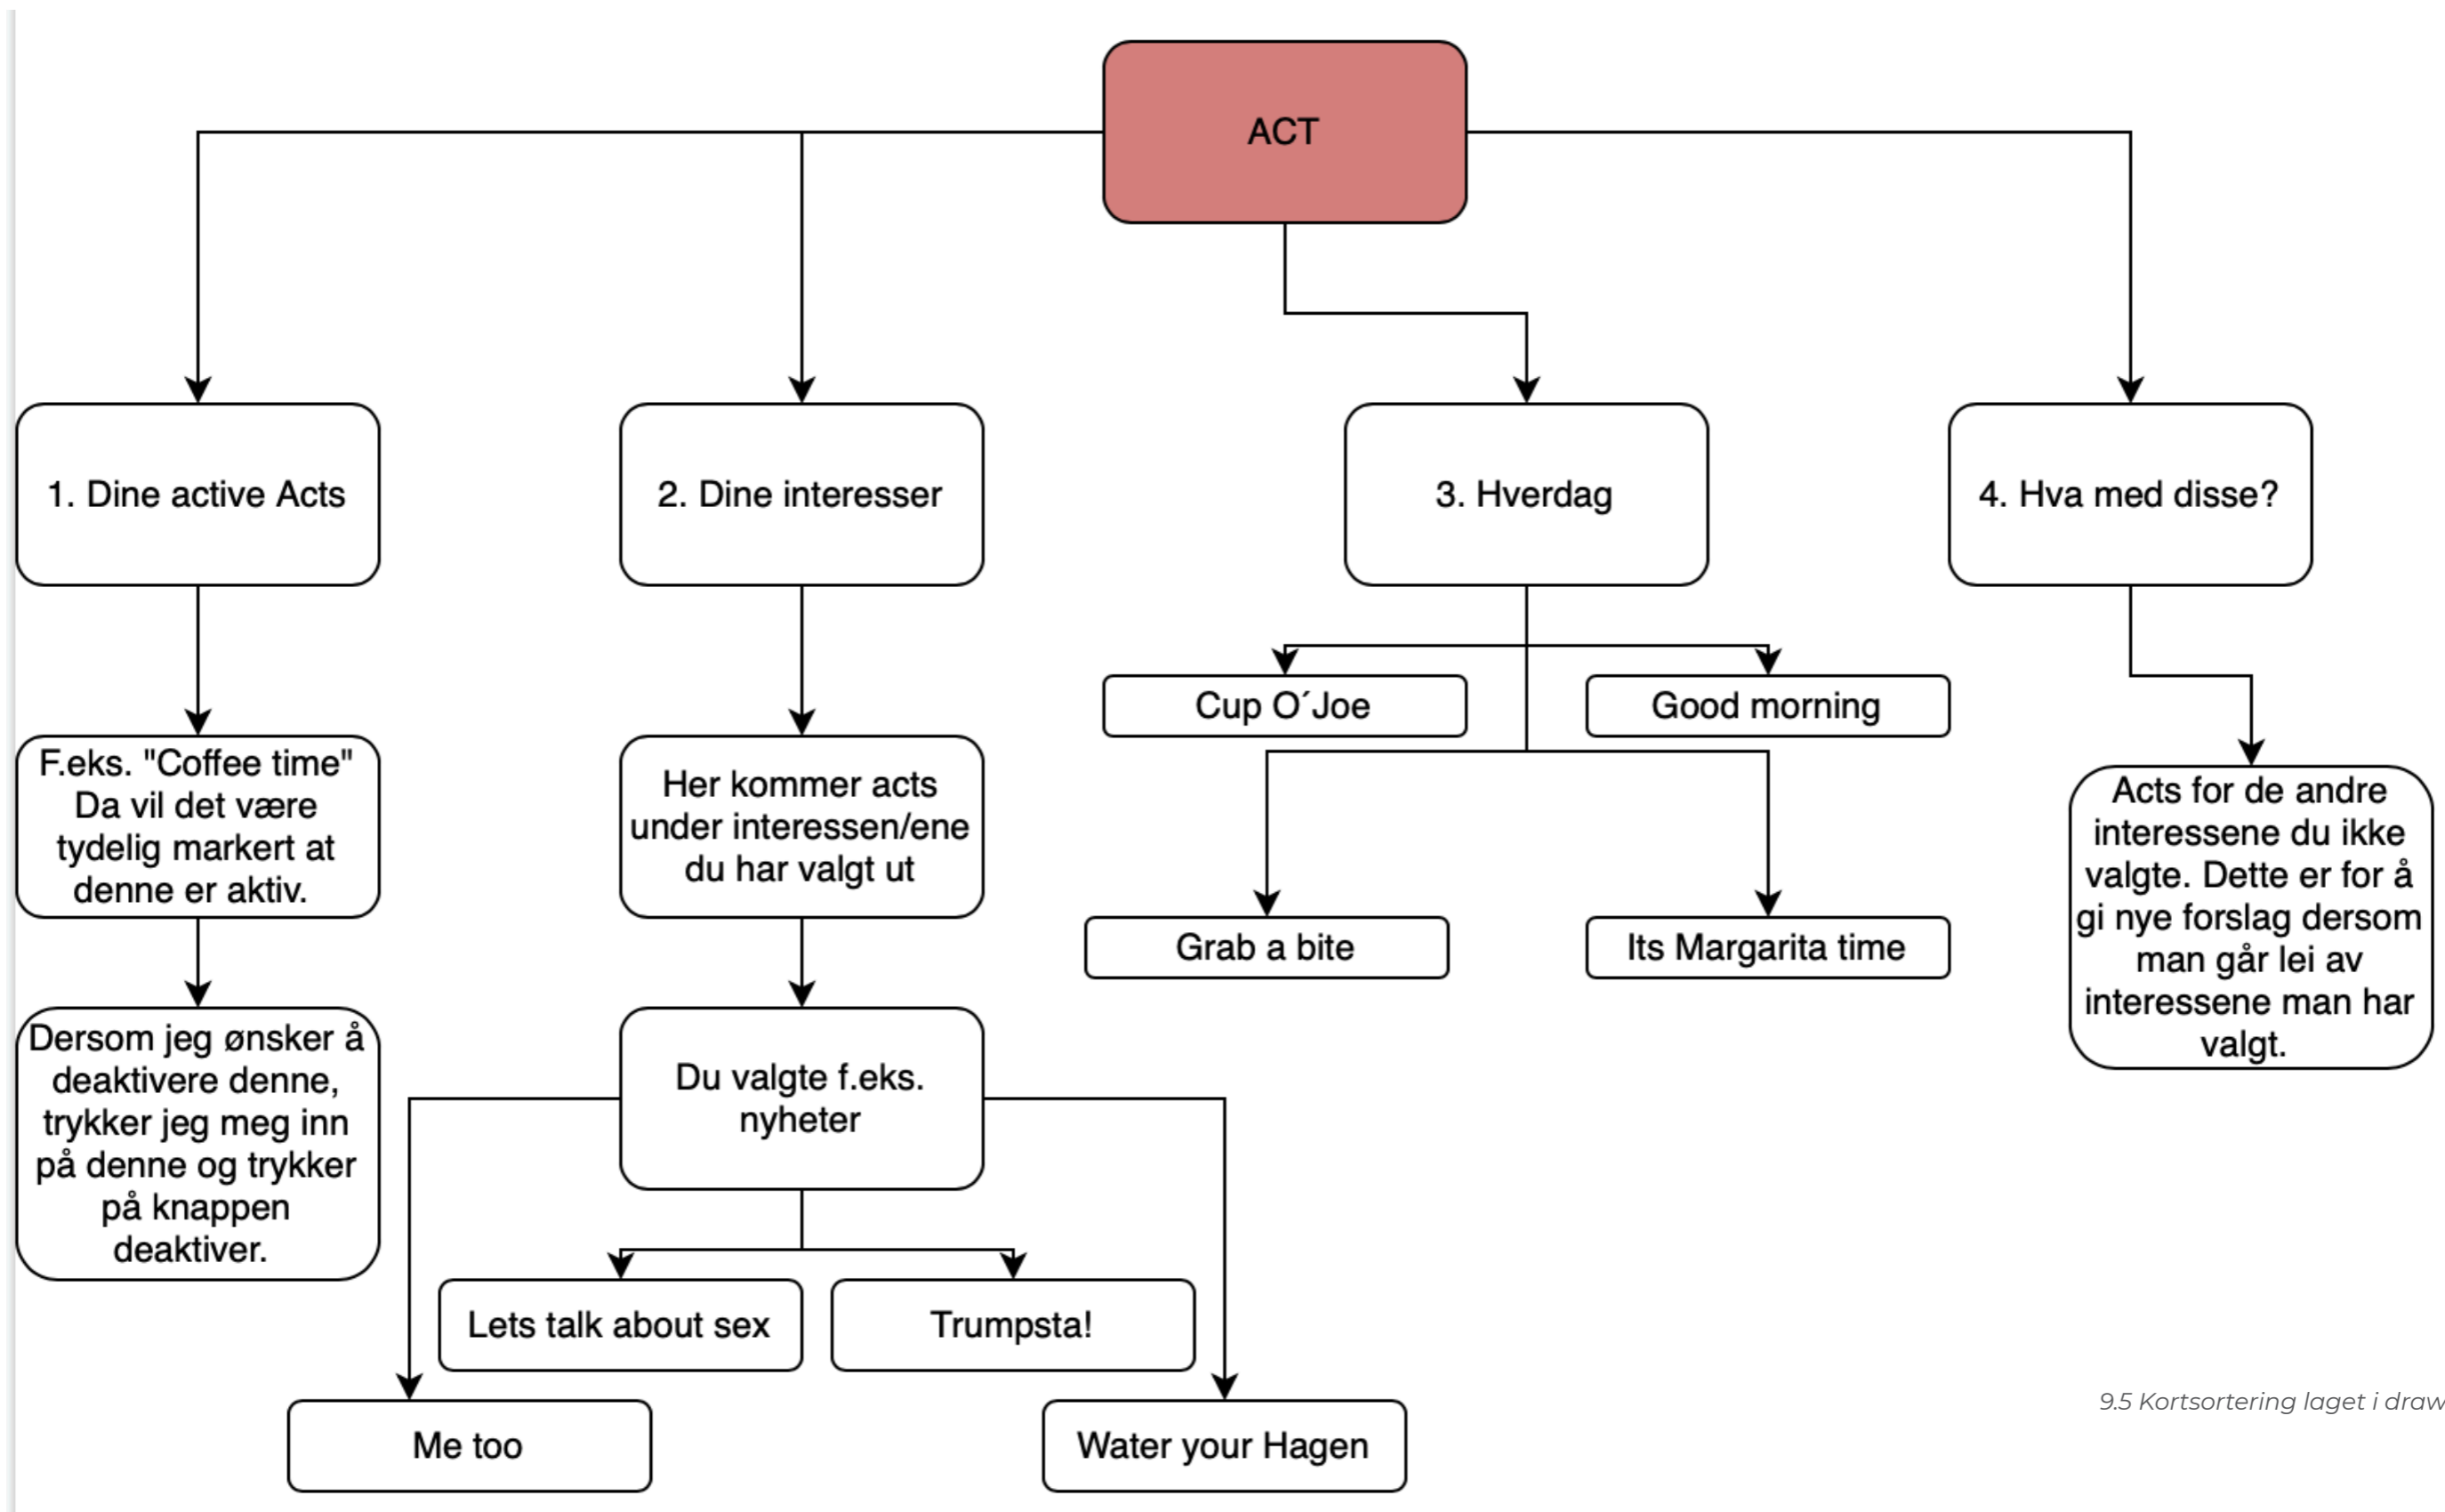 ACT
1. Dine active Acts
2. Dine interesser
3. Hverdag
4. Hva med disse?
F.eks. "Coffee time"
Da vil det være
tydelig markert at
denne er aktiv.
Dersom jeg ønsker å
deaktivere denne,
trykker jeg meg inn
på denne og trykker
på knappen
deaktiver.
Her kommer acts
under interessen/ene
du har valgt ut
Du valgte f.eks.
nyheter
Lets talk about sex
Trumpsta!
Me too
Water your Hagen
Cup O´Joe
Good morning
Grab a bite
Its Margarita time
Acts for de andre
interessene du ikke
valgte. Dette er for å
gi nye forslag dersom
man går lei av
interessene man har
valgt.
9.5 Kortsortering laget i draw